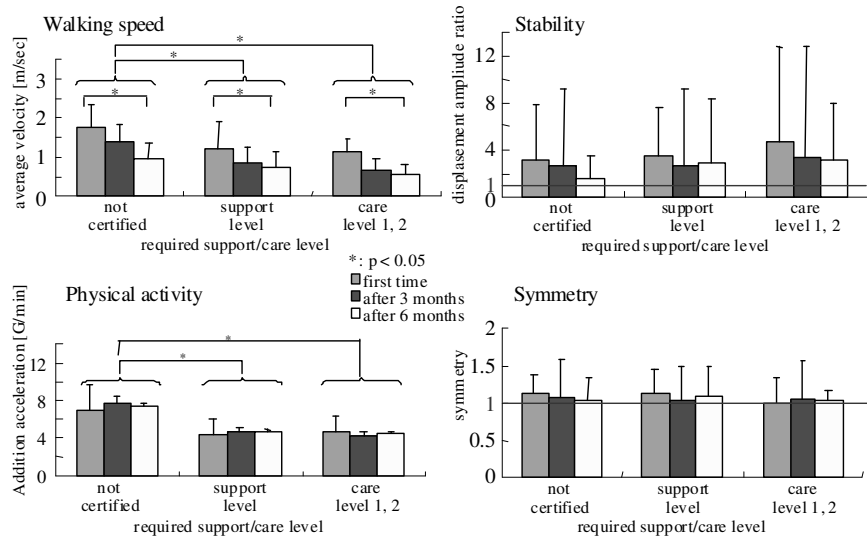 Walking speed
average velocity [m/sec]
3
2
1
0
*
*
*
*
*
not certified
support level
care level 1, 2
required support/care level
Stability
displasement ampliude ratio
12
8
4
1
0
not certified
support level
care level 1, 2
required support/care level
*: p < 0.05
first time
after 3 months
after 6 months
Physical activity
Addition acceleration [G/min]
12
8
4
0
*
*
not certified
support level
care level 1, 2
required support/care level
Symmetry
symmetry
2
1.5
1
0.5
0
not certified
support level
care level 1, 2
required support/care level